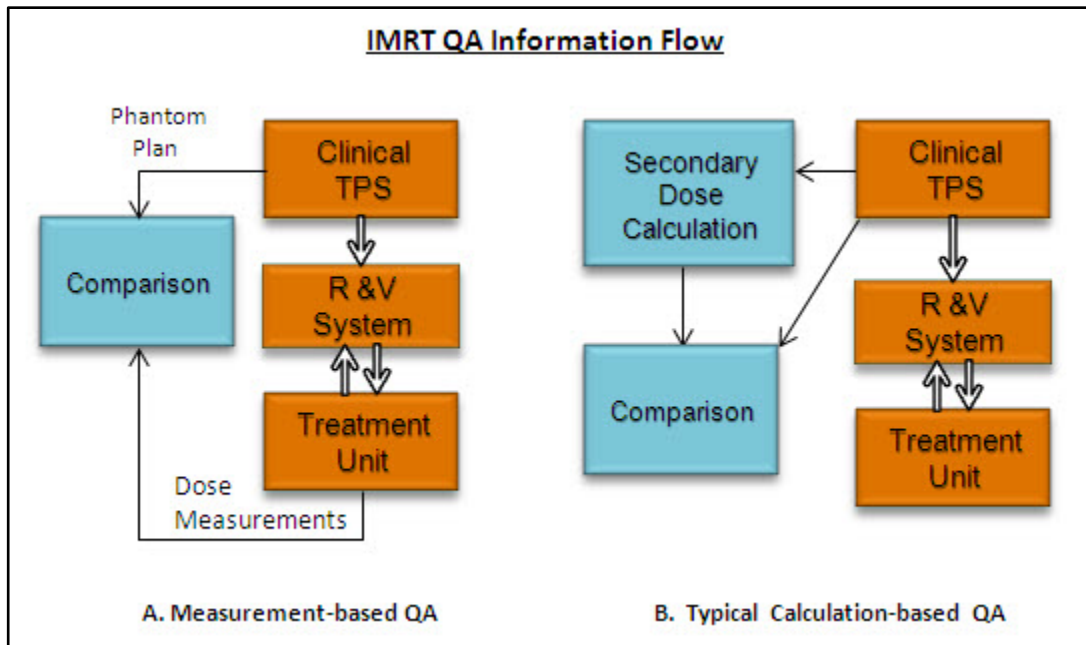 IMRT QA Information Flow
Phantom
Plan
Clinical
TPS
Comparison
R &V
System
Treatment
Unit
Dose
Measurements
A. Measurement-based QA
Secondary
Dose
Calculation
Clinical
TPS
R &V
System
Comparison
Treatment
Unit
B. Typical Calculation-based QA